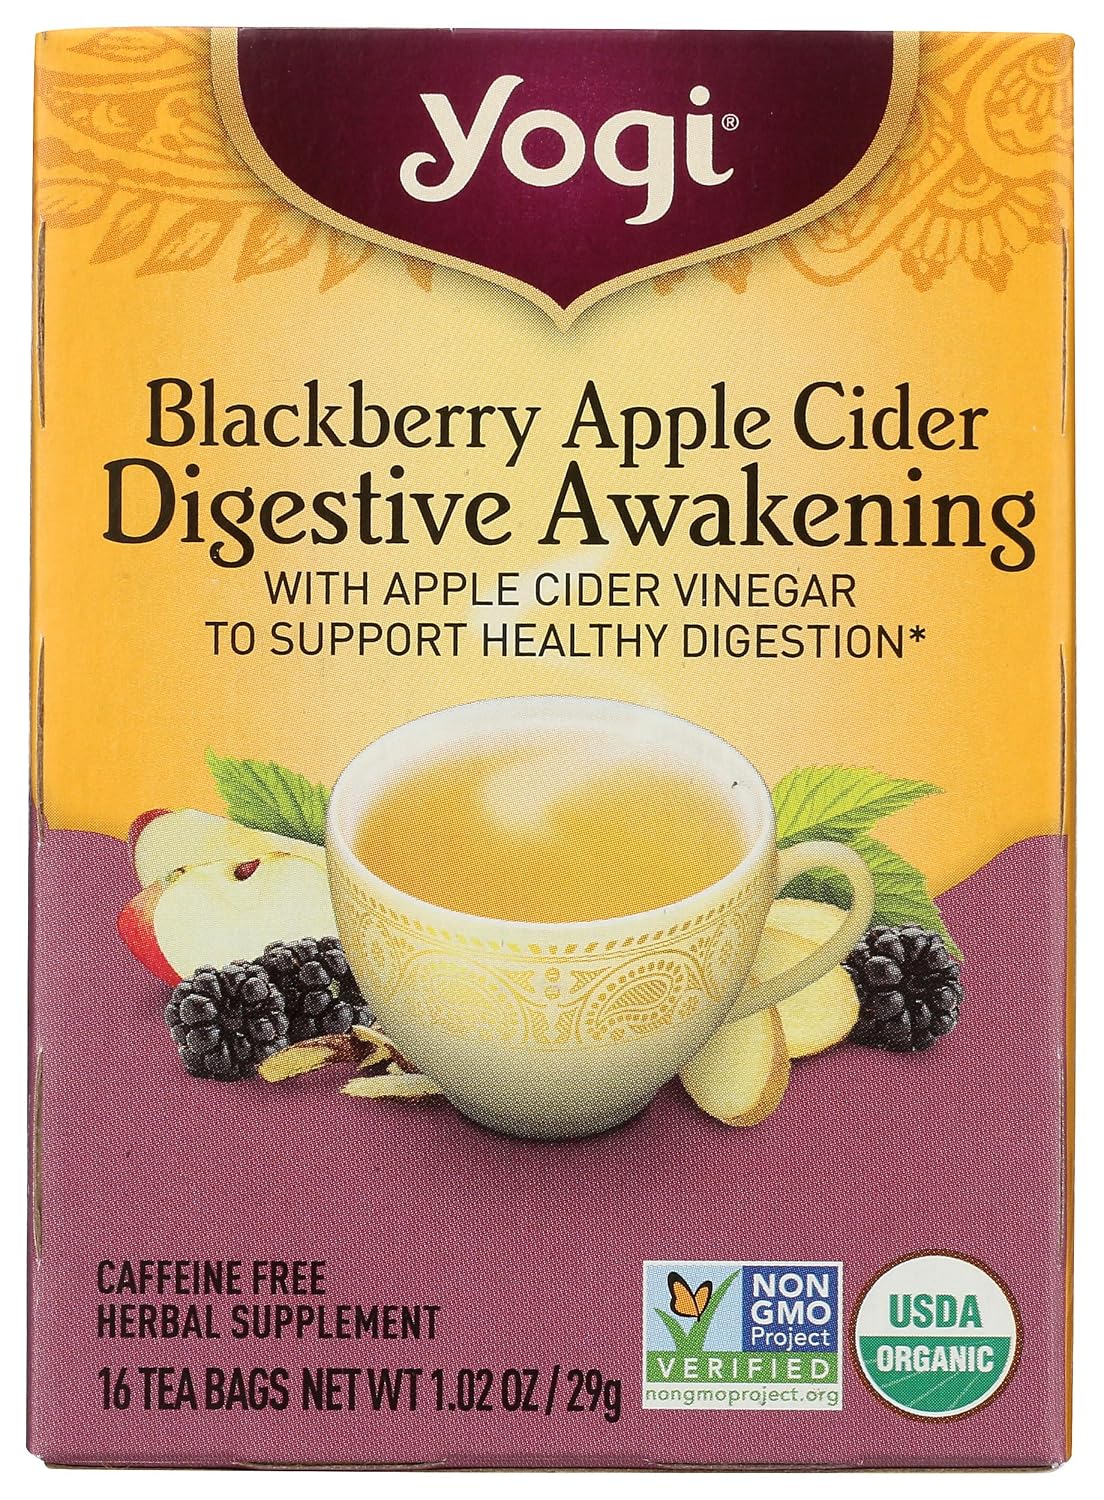 yogi®
Blackberry Apple Cider
Digestive Awakening
WITH APPLE CIDER VINEGAR
TO SUPPORT HEALTHY DIGESTION*
CAFFEINE FREE
HERBAL SUPPLEMENT
16 TEA BAGS NET WT 1.02 OZ / 29g
NON
GMO
Project
VERIFIED
nongmoproject.org
USDA
ORGANIC